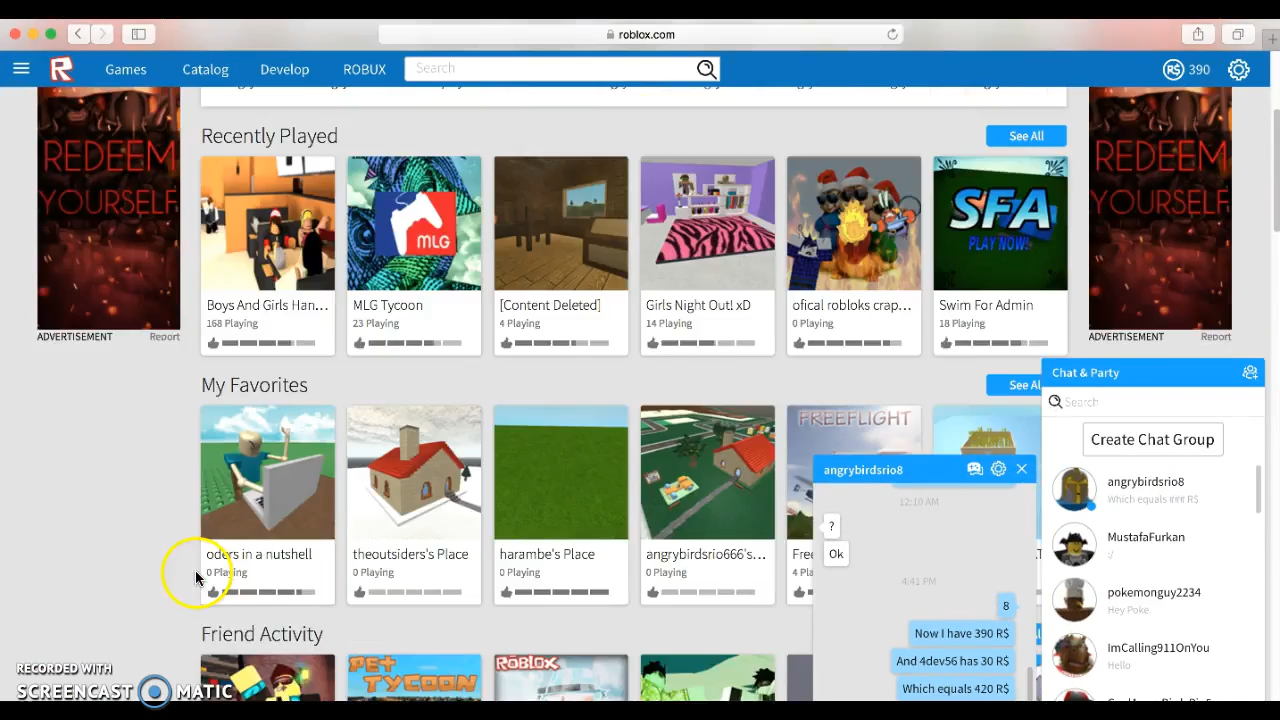 roblox.com
Games
Catalog
Develop
ROBUX
Search
R$ 390
REDEEM
YOURSELF
ADVERTISEMENT
Report
Recently Played
See All
MLG
SFA
PLAY NOW!
Boys And Girls Han...
168 Playing
MLG Tycoon
23 Playing
[Content Deleted]
4 Playing
Girls Night Out! xD
14 Playing
ofical robloks crap...
0 Playing
Swim For Admin
18 Playing
REDEEM
YOURSELF
ADVERTISEMENT
Report
My Favorites
See Al
FREEFLIGHT
oders in a nutshell
0 Playing
theoutsiders's Place
0 Playing
harambe's Place
0 Playing
angrybirdsrio666's...
0 Playing
Free
4 Pla
Friend Activity
PET
TYCOON
ROBLOX
Chat & Party
Search
Create Chat Group
angrybirdsrio8
Which equals ### R$
MustafaFurkan
:/
pokemonguy2234
Hey Poke
ImCalling911OnYou
Hello
angrybirdsrio8
12:10 AM
?
Ok
4:41 PM
8
Now I have 390 R$
And 4dev56 has 30 R$
Which equals 420 R$
RECORDED WITH
SCREENCAST MATIC